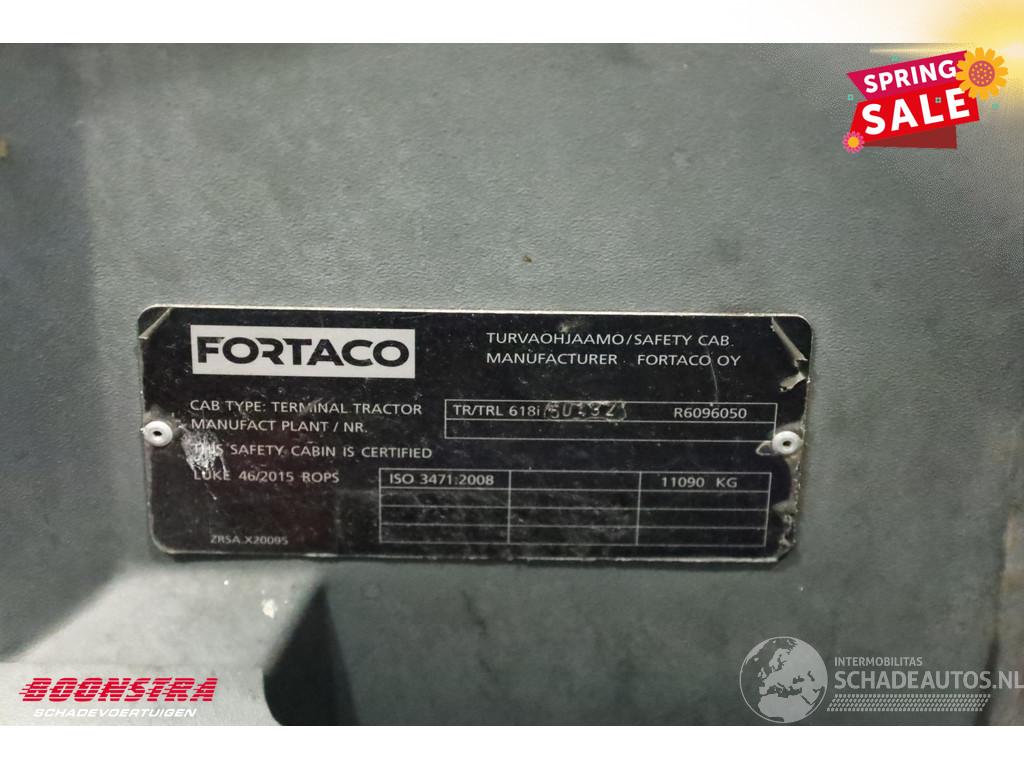 SPRING
SALE
FORTACO
TURVAOHJAAMO/SAFETY CAB.
MANUFACTURER FORTACO OY
CAB TYPE: TERMINAL TRACTOR
TR/TRL 618i
R6096050
MANUFACT PLANT / NR.
THIS SAFETY CABIN IS CERTIFIED
LUKE 46/2015 ROPS
ISO 3471:2008
11090 KG
ZRSA.X20095
BOONSTRA
SCHADEVOERTUIGEN
INTERMOBILITAS
SCHADEAUTOS.NL